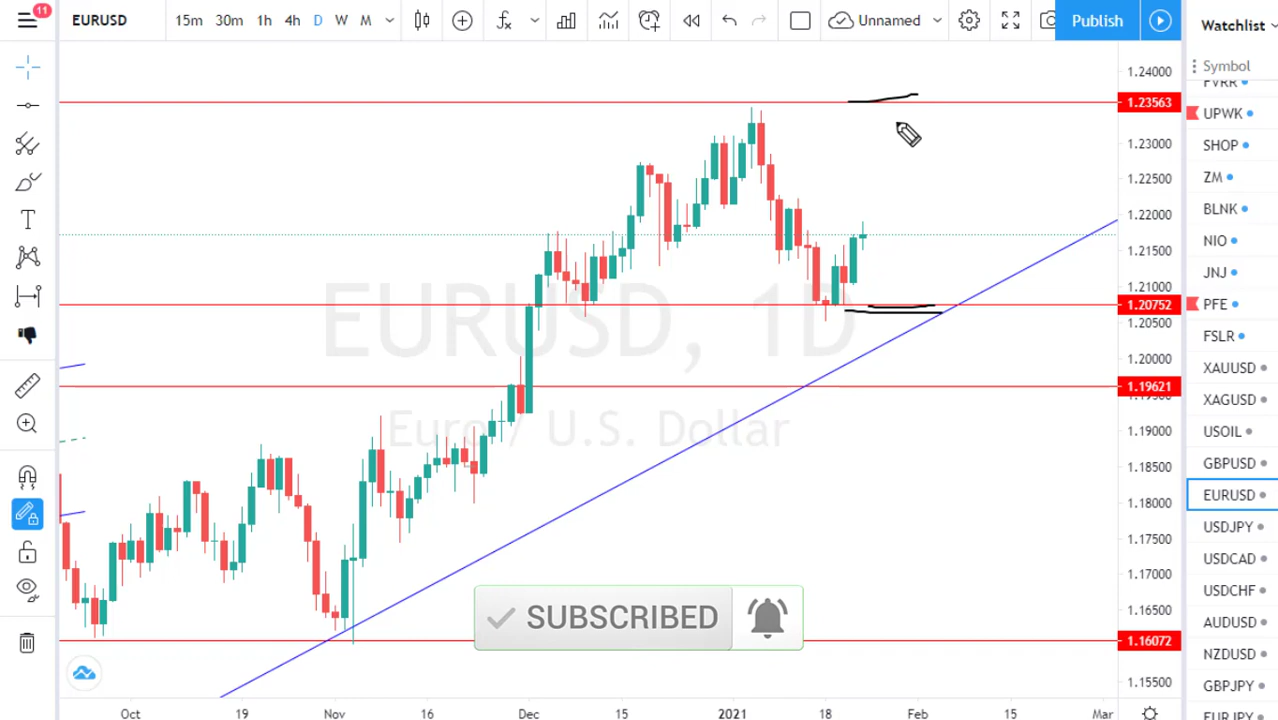 11
EURUSD
15m 30m 1h 4h D W M
Unnamed
Publish
Watchlist
Symbol
UPWK
SHOP
ZM
BLNK
NIO
JNJ
PFE
FSLR
XAUUSD
XAGUSD
USOIL
GBPUSD
EURUSD
USDJPY
USDCAD
USDCHF
AUDUSD
NZDUSD
GBPJPY
1.24000
1.23563
1.23000
1.22500
1.22000
1.21500
1.21000
1.20752
1.20500
1.20000
1.19621
1.19000
1.18500
1.18000
1.17500
1.17000
1.16500
1.16072
1.15500
EURUSD, 1D
Euro / U.S. Dollar
SUBSCRIBED
Oct 19 Nov 16 Dec 15 2021 18 Feb 15 Mar